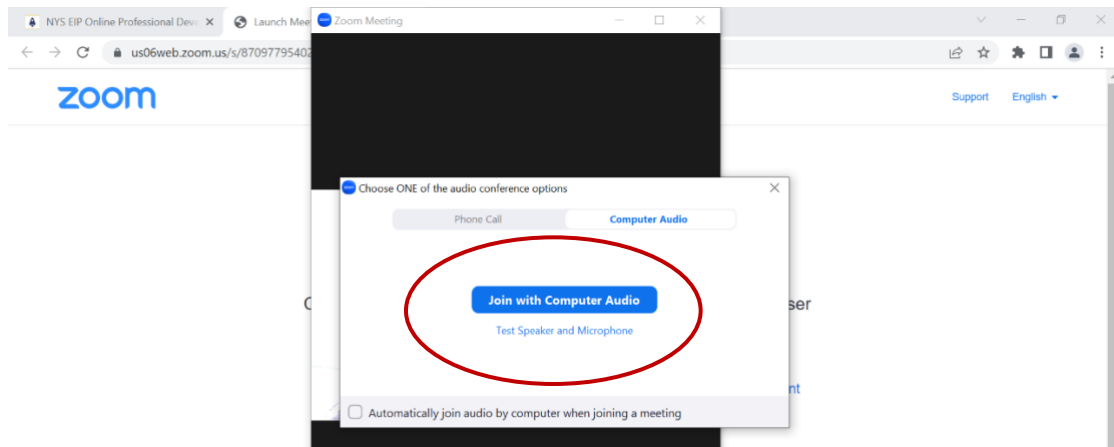 NYS EIP Online Professional Deve
Launch Mee
Zoom Meeting
us06web.zoom.us/s/87097795402
zoom
Support
English
Choose ONE of the audio conference options
Phone Call
Computer Audio
Join with Computer Audio
ser
Test Speaker and Microphone
nt
Automatically join audio by computer when joining a meeting